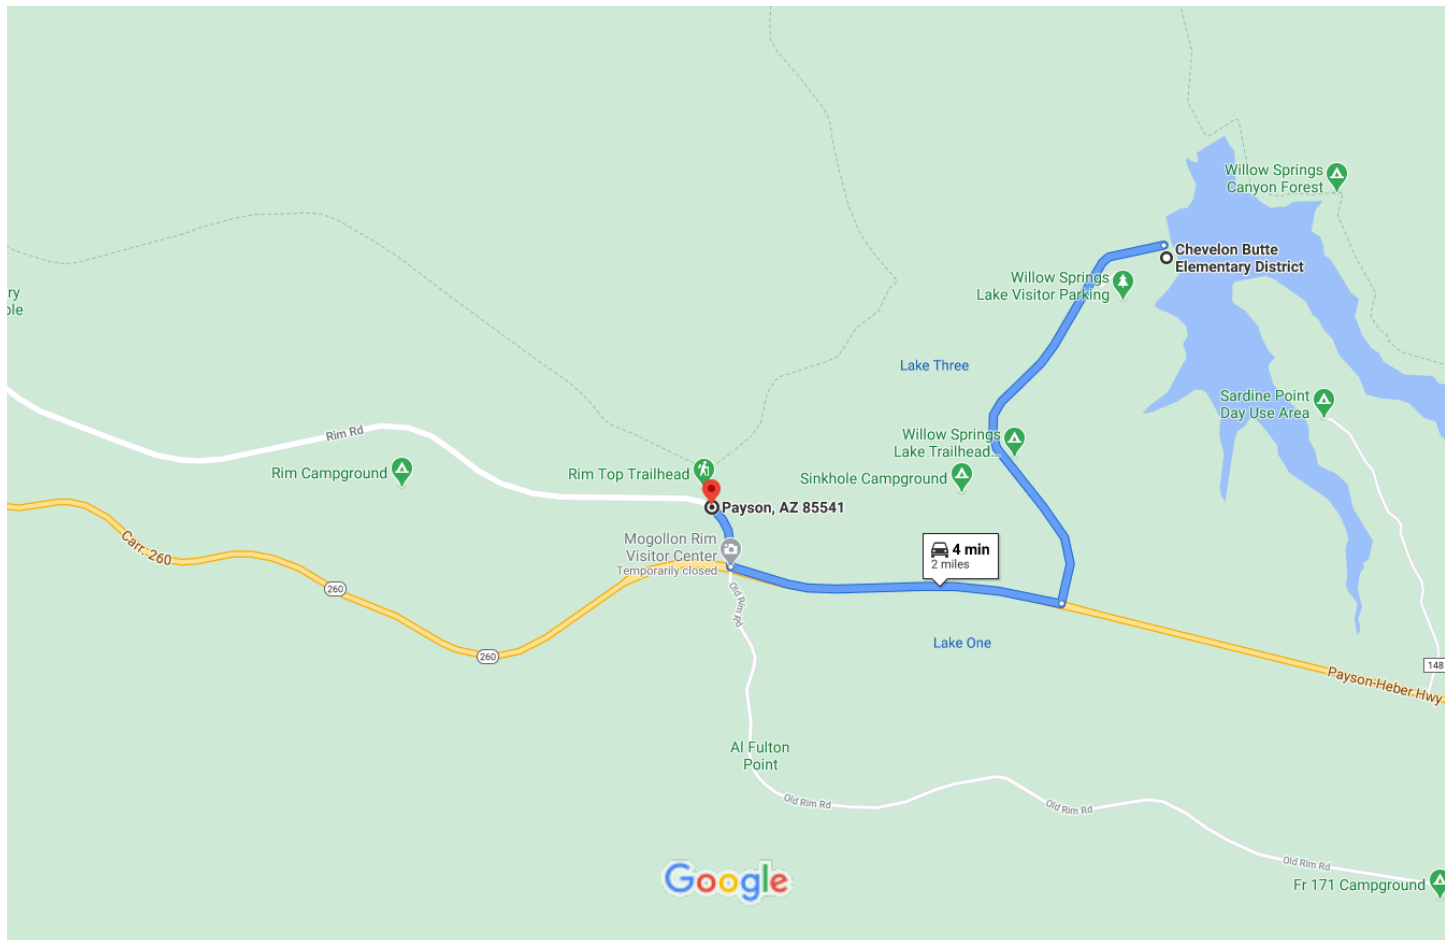 Willow Springs
Canyon Forest
Chevelon Butte
Elementary District
Willow Springs
Lake Visitor Parking
ry
ole
Lake Three
Sardine Point
Day Use Area
Rim Rd
Willow Springs
Lake Trailhead...
Rim Campground
Rim Top Trailhead
Sinkhole Campground
Payson, AZ 85541
Carr. 260
Mogollon Rim
Visitor Center
Temporarily closed
4 min
2 miles
260
Old Rim Rd
Lake One
260
148
Payson-Heber Hwy
Al Fulton
Point
Old Rim Rd
Old Rim Rd
Old Rim Rd
Google
Fr 171 Campground